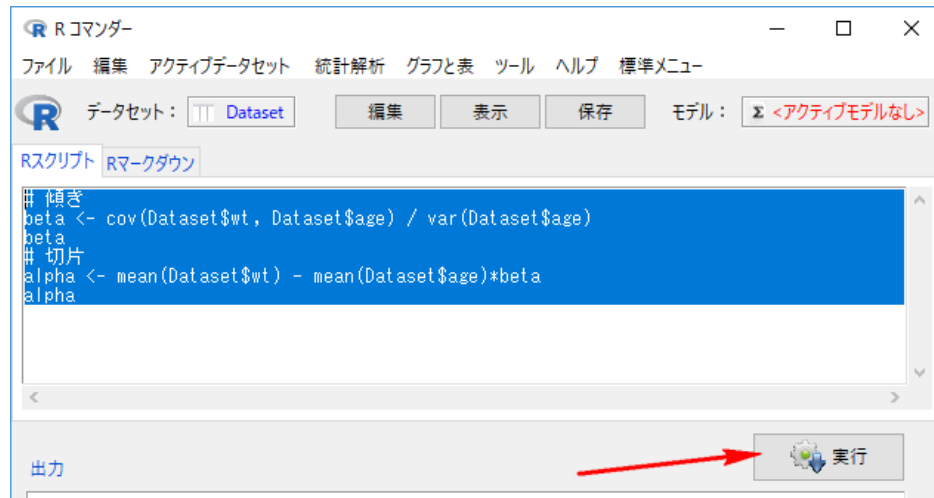 R コマンダー
ファイル 編集 アクティブデータセット 統計解析 グラフと表 ツール ヘルプ 標準メニュー
データセット： Dataset 編集 表示 保存 モデル： Σ <アクティブモデルなし>
Rスクリプト Rマークダウン
# 傾き
beta <- cov(Dataset$wt, Dataset$age) / var(Dataset$age)
beta
# 切片
alpha <- mean(Dataset$wt) - mean(Dataset$age)*beta
alpha
実行
出力